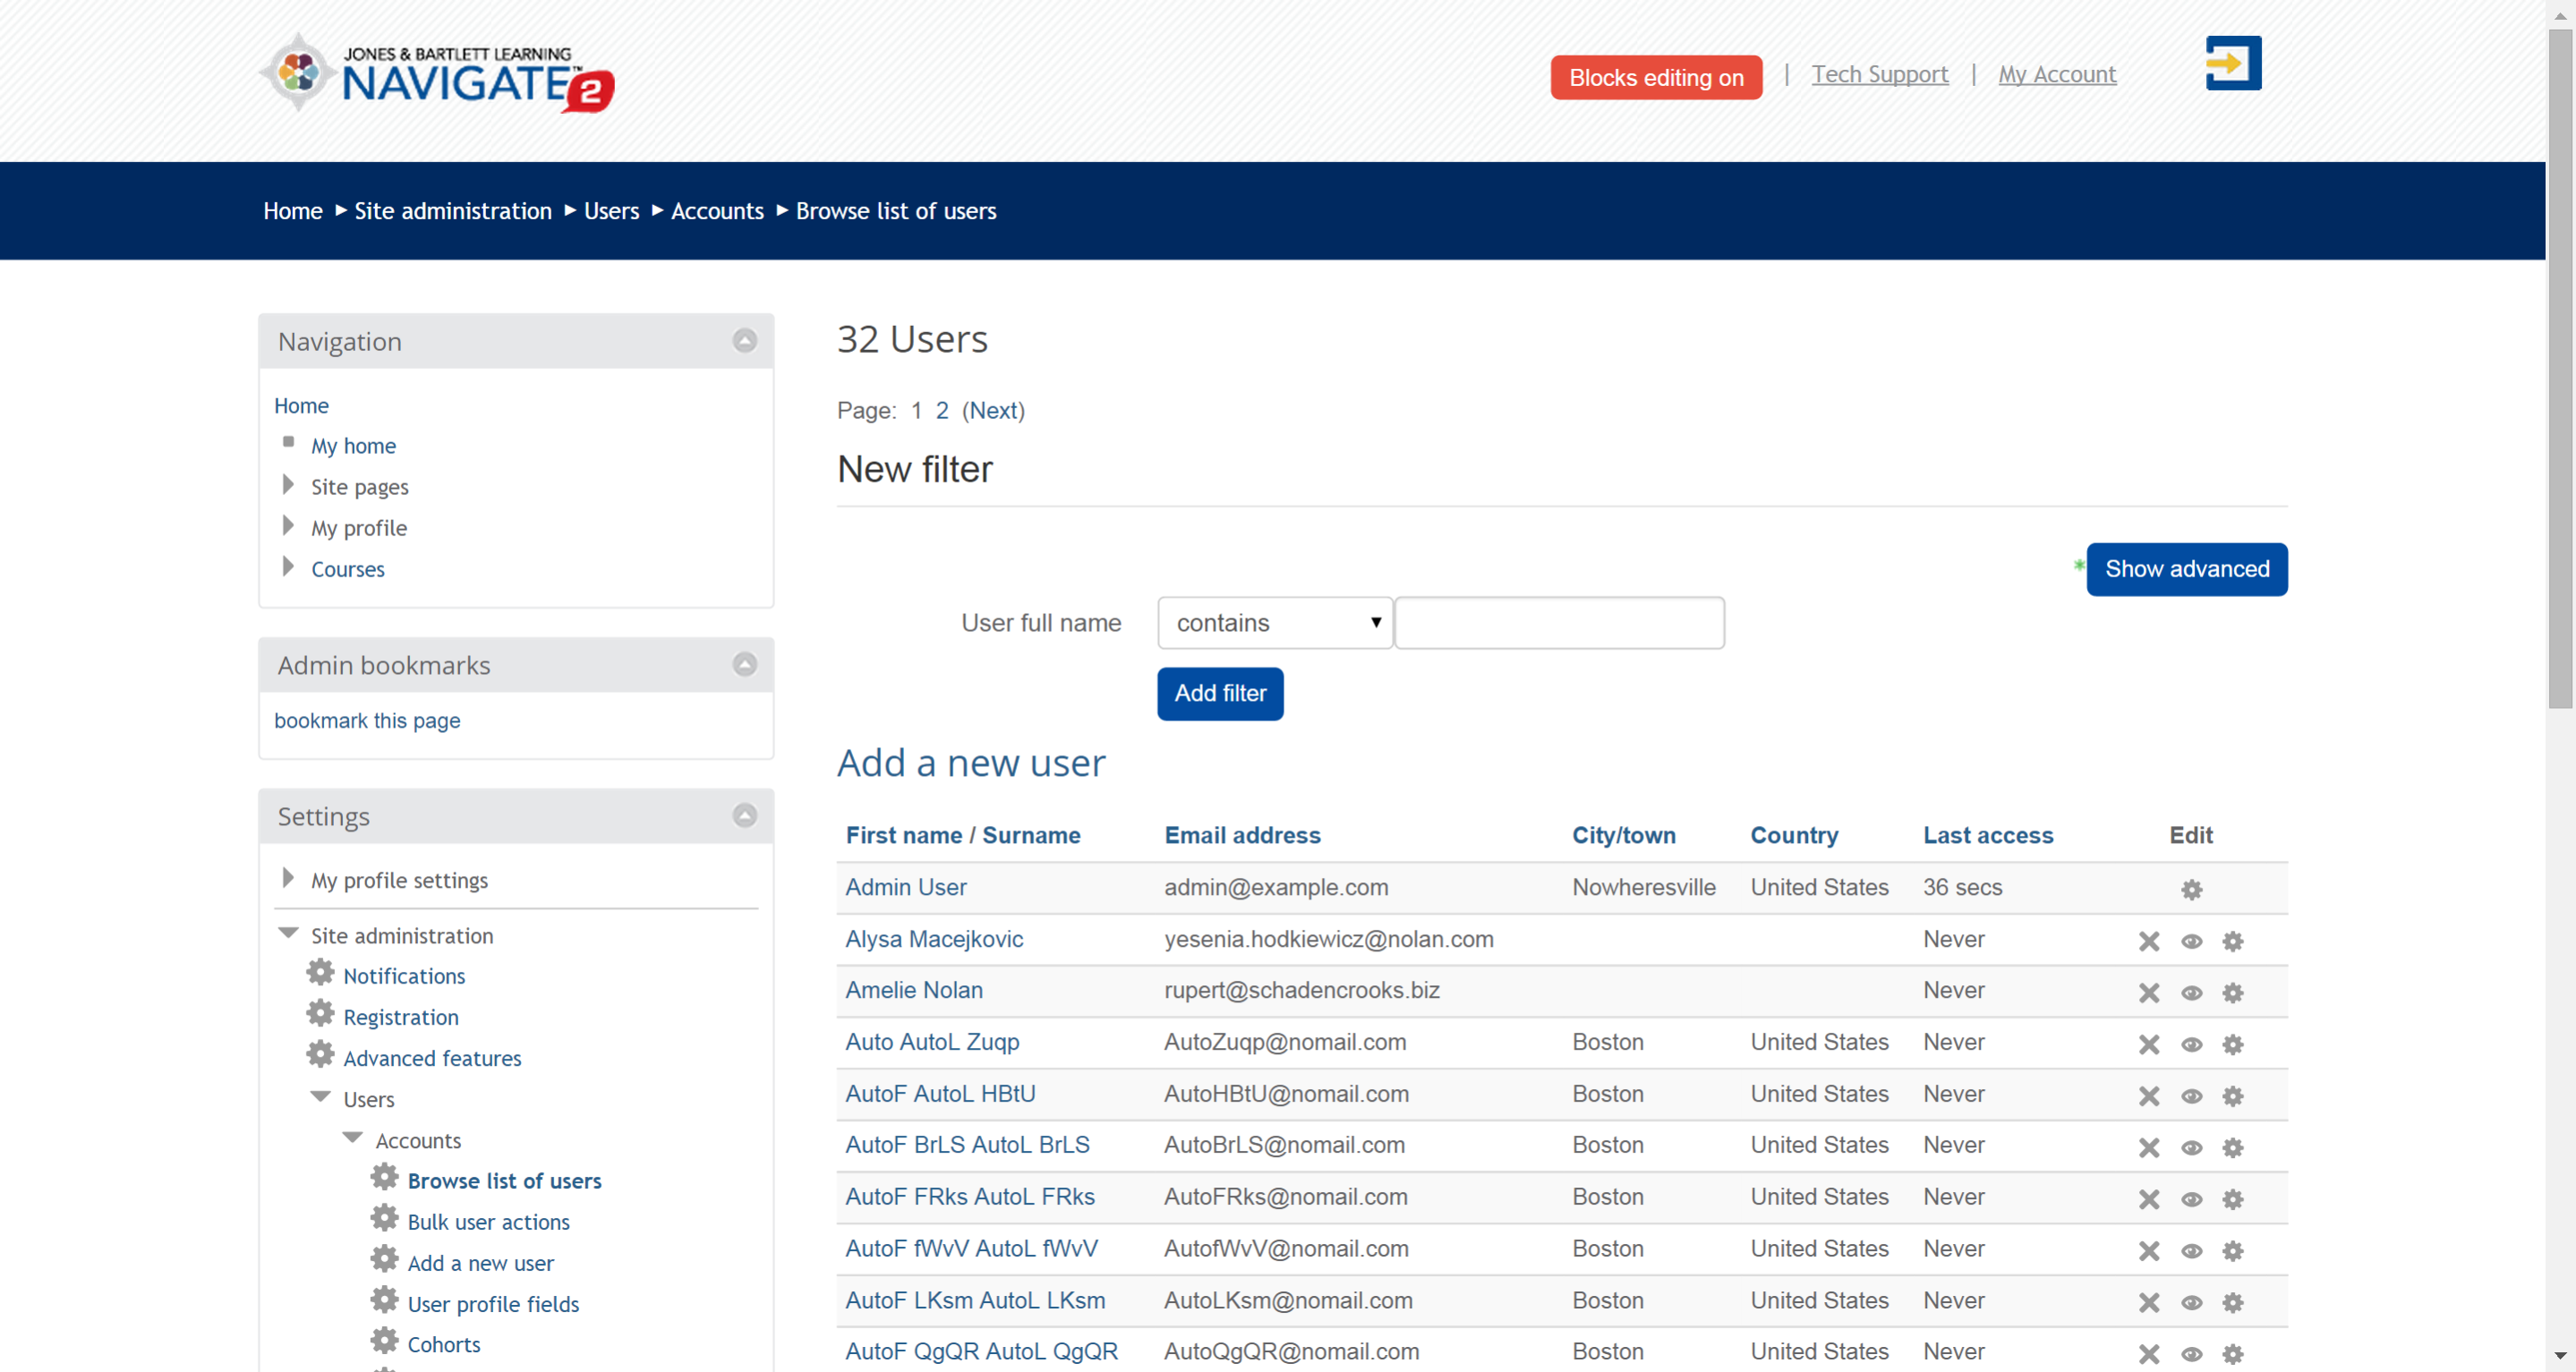 JONES & BARTLETT LEARNING
NAVIGATE™ 2
Blocks editing on | Tech Support | My Account
Home ► Site administration ► Users ► Accounts ► Browse list of users
Navigation
Home
My home
Site pages
My profile
Courses
Admin bookmarks
bookmark this page
Settings
My profile settings
Site administration
Notifications
Registration
Advanced features
Users
Accounts
Browse list of users
Bulk user actions
Add a new user
User profile fields
Cohorts
32 Users
Page: 1 2 (Next)
New filter
* Show advanced
User full name contains
Add filter
Add a new user
First name / Surname Email address City/town Country Last access Edit
Admin User admin@example.com Nowheresville United States 36 secs
Alysa Macejkovic yesenia.hodkiewicz@nolan.com Never
Amelie Nolan rupert@schadencrooks.biz Never
Auto AutoL Zuqp AutoZuqp@nomail.com Boston United States Never
AutoF AutoL HBtU AutoHBtU@nomail.com Boston United States Never
AutoF BrLS AutoL BrLS AutoBrLS@nomail.com Boston United States Never
AutoF FRks AutoL FRks AutoFRks@nomail.com Boston United States Never
AutoF fWvV AutoL fWvV AutofWvV@nomail.com Boston United States Never
AutoF LKsm AutoL LKsm AutoLKsm@nomail.com Boston United States Never
AutoF QgQR AutoL QgQR AutoQgQR@nomail.com Boston United States Never